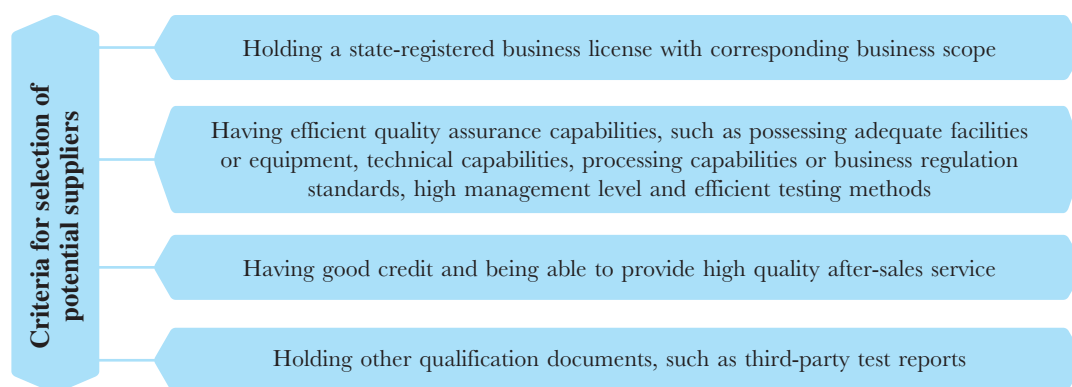 Criteria for selection of
potential suppliers
Holding a state-registered business license with corresponding business scope
Having efficient quality assurance capabilities, such as possessing adequate facilities
or equipment, technical capabilities, processing capabilities or business regulation
standards, high management level and efficient testing methods
Having good credit and being able to provide high quality after-sales service
Holding other qualification documents, such as third-party test reports